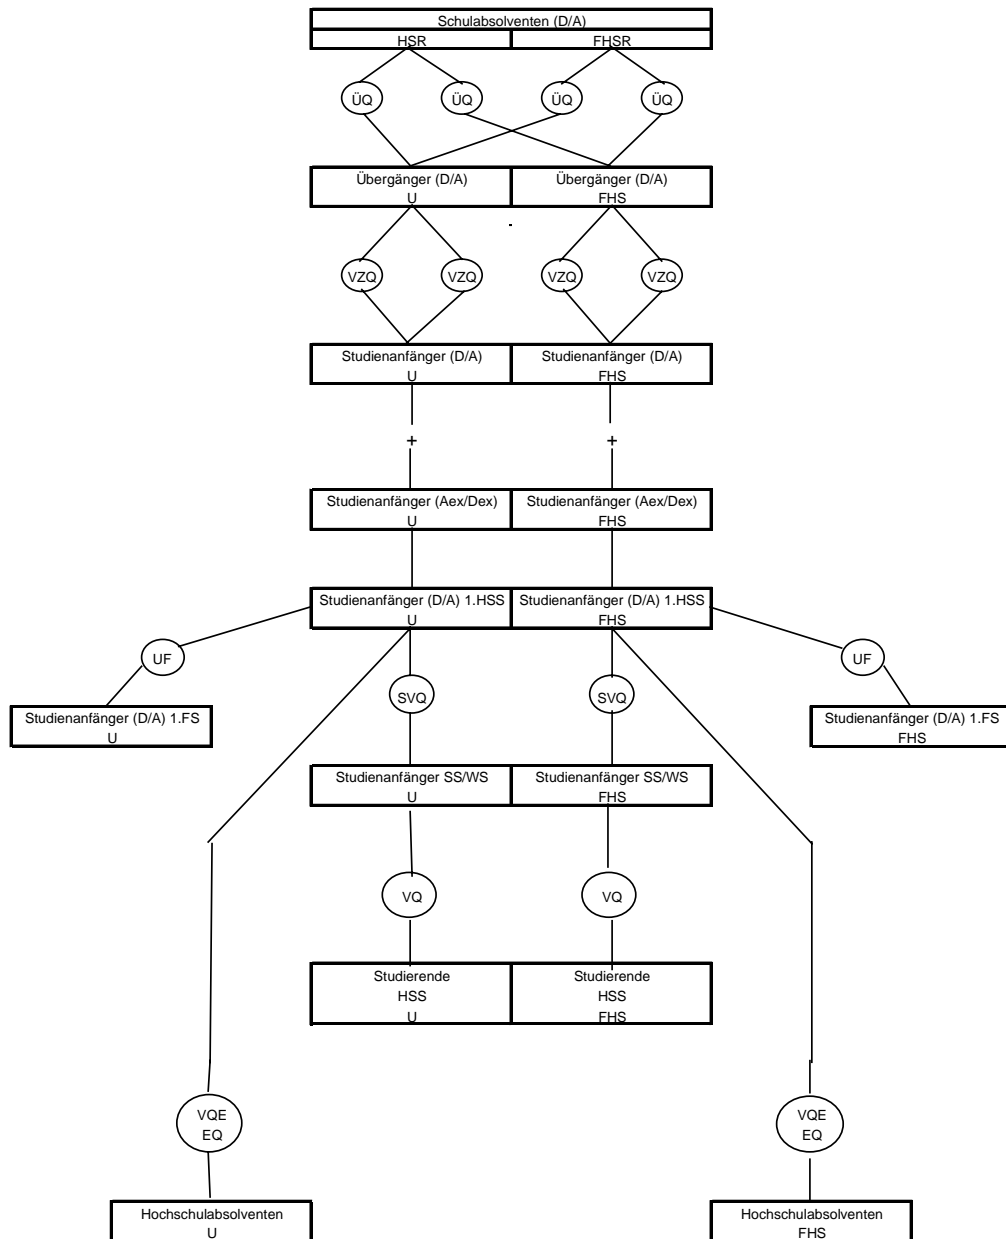 Schulabsolventen (D/A)
HSR FHSR
ÜQ ÜQ ÜQ ÜQ
Übergänger (D/A) Übergänger (D/A)
U FHS
VZQ VZQ VZQ VZQ
Studienanfänger (D/A) Studienanfänger (D/A)
U FHS
+ +
Studienanfänger (Aex/Dex) Studienanfänger (Aex/Dex)
U FHS
Studienanfänger (D/A) 1.HSS Studienanfänger (D/A) 1.HSS
U FHS
UF UF
SVQ SVQ
Studienanfänger (D/A) 1.FS Studienanfänger (D/A) 1.FS
U FHS
Studienanfänger SS/WS Studienanfänger SS/WS
U FHS
VQ VQ
Studierende Studierende
HSS HSS
U FHS
VQE VQE
EQ EQ
Hochschulabsolventen Hochschulabsolventen
U FHS